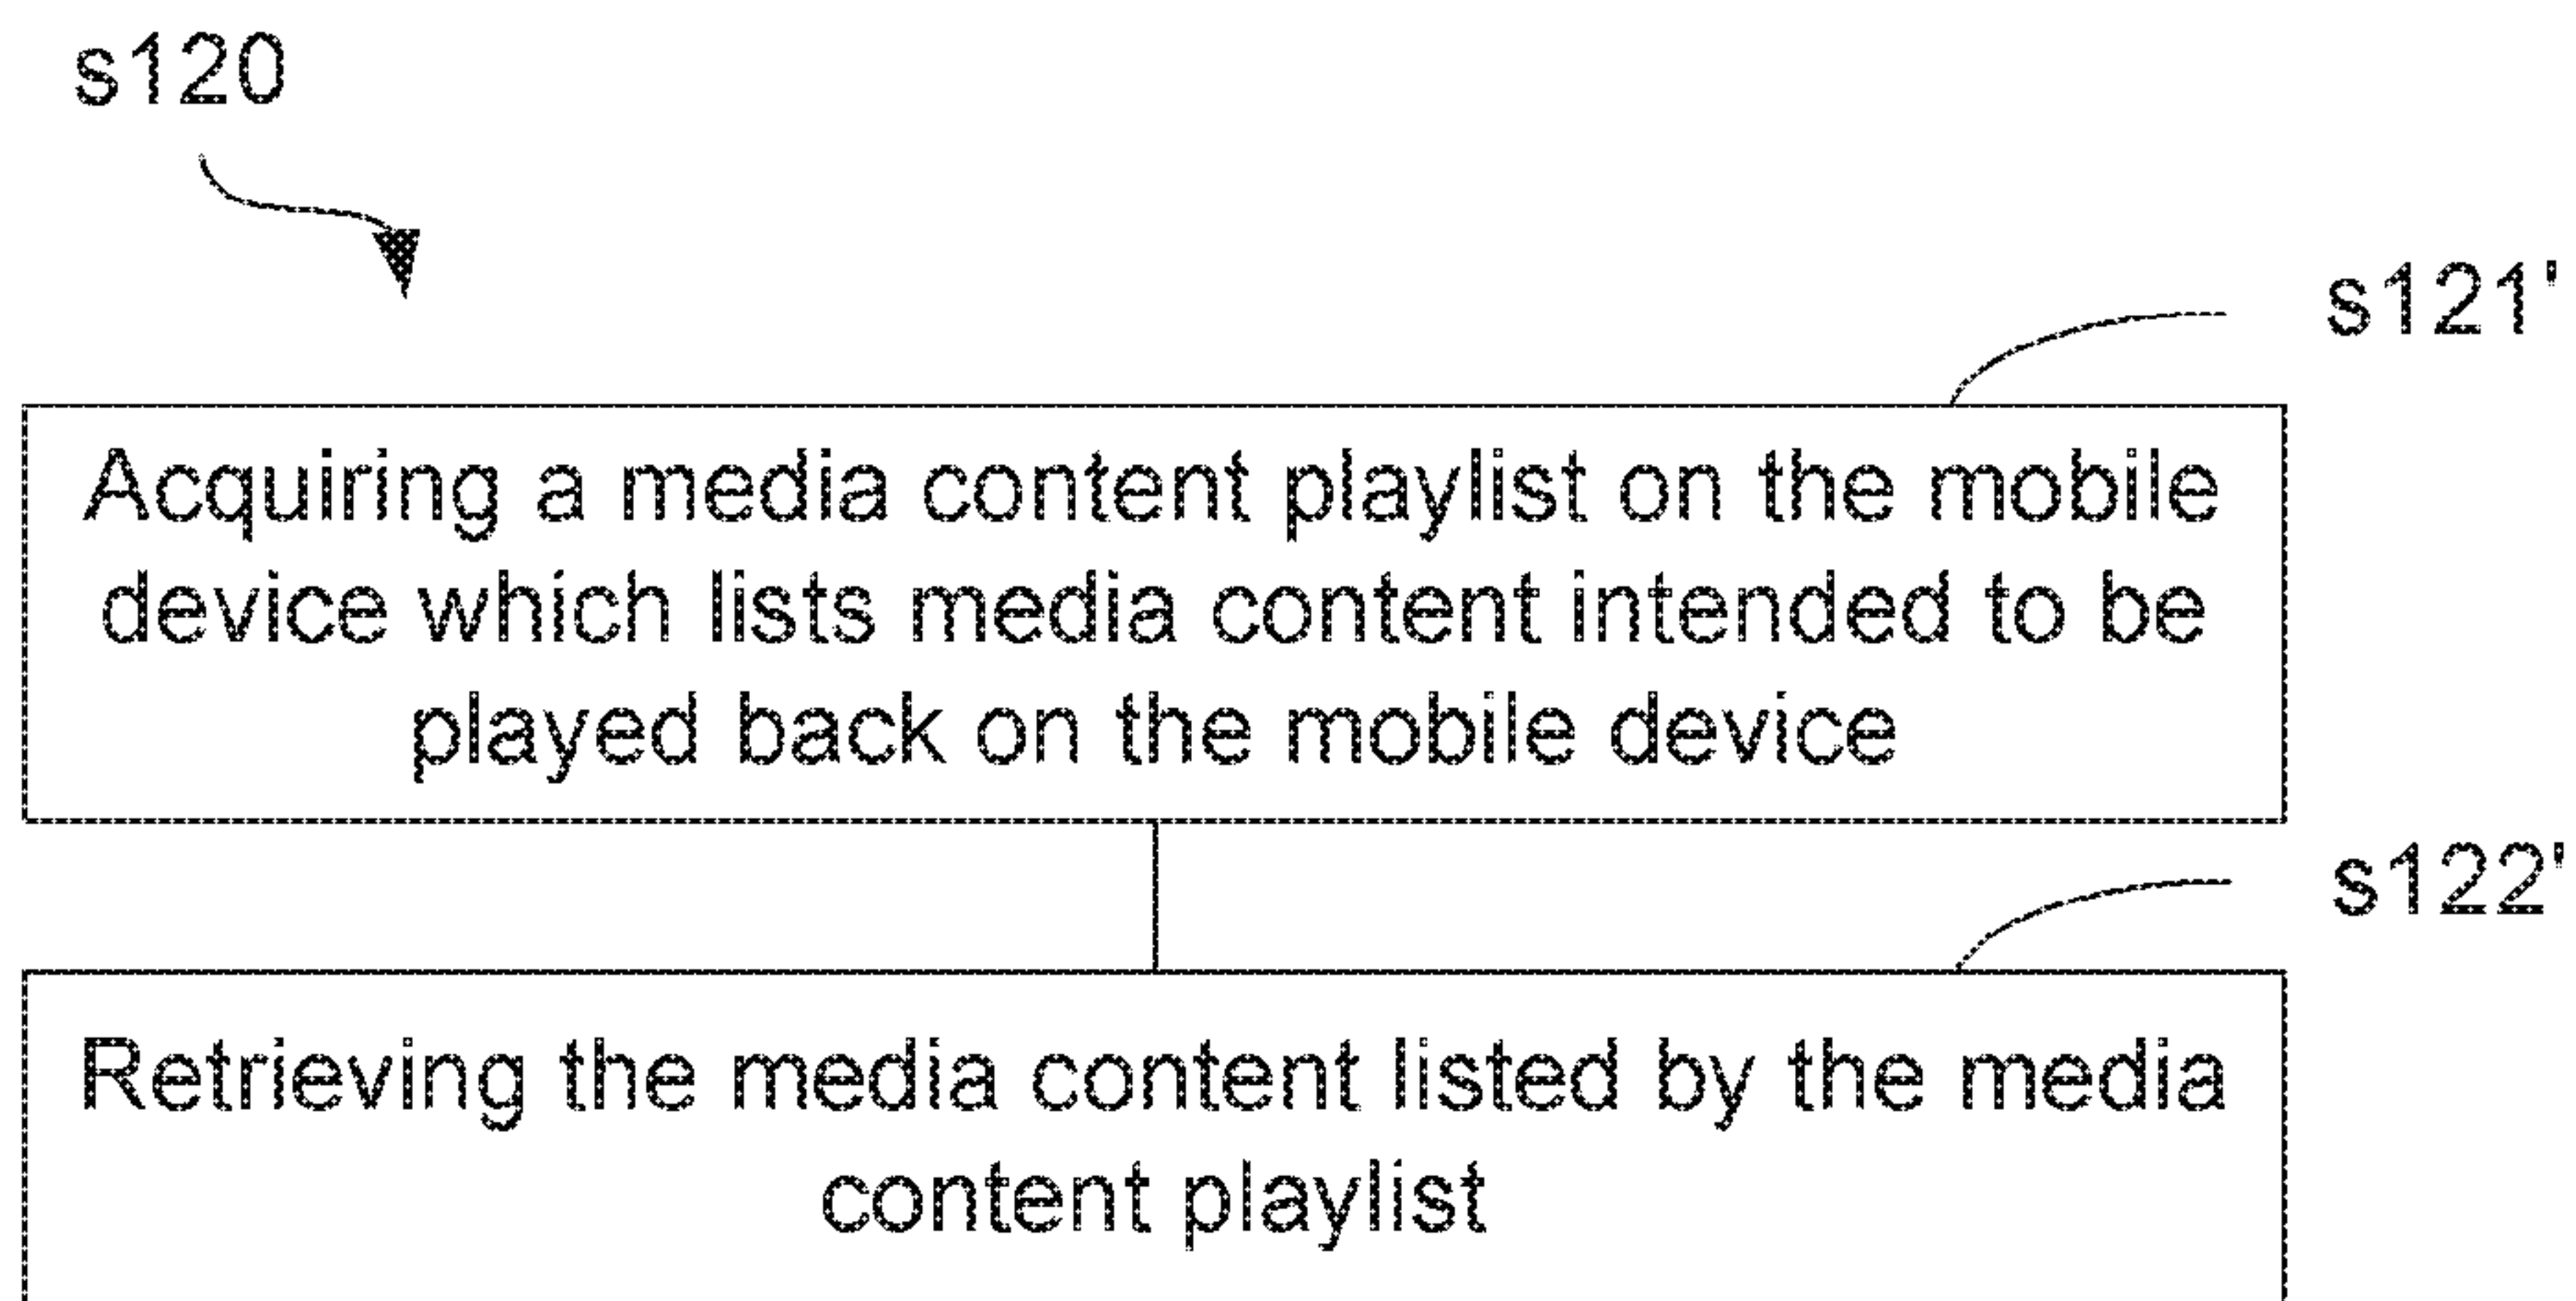 s120
s121'
Acquiring a media content playlist on the mobile
device which lists media content intended to be
played back on the mobile device
s122'
Retrieving the media content listed by the media
content playlist